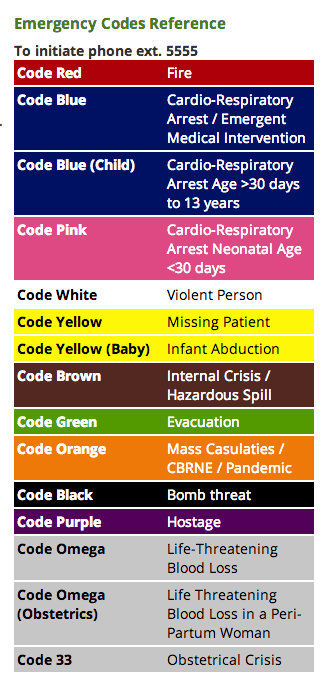 Emergency Codes Reference
To initiate phone ext. 5555
Code Red Fire
Code Blue Cardio-Respiratory
Arrest / Emergent
Medical Intervention
Code Blue (Child) Cardio-Respiratory
Arrest Age >30 days
to 13 years
Code Pink Cardio-Respiratory
Arrest Neonatal Age
<30 days
Code White Violent Person
Code Yellow Missing Patient
Code Yellow (Baby) Infant Abduction
Code Brown Internal Crisis /
Hazardous Spill
Code Green Evacuation
Code Orange Mass Casulaties /
CBRNE / Pandemic
Code Black Bomb threat
Code Purple Hostage
Code Omega Life-Threatening
Blood Loss
Code Omega Life Threatening
(Obstetrics) Blood Loss in a Peri-
Partum Woman
Code 33 Obstetrical Crisis